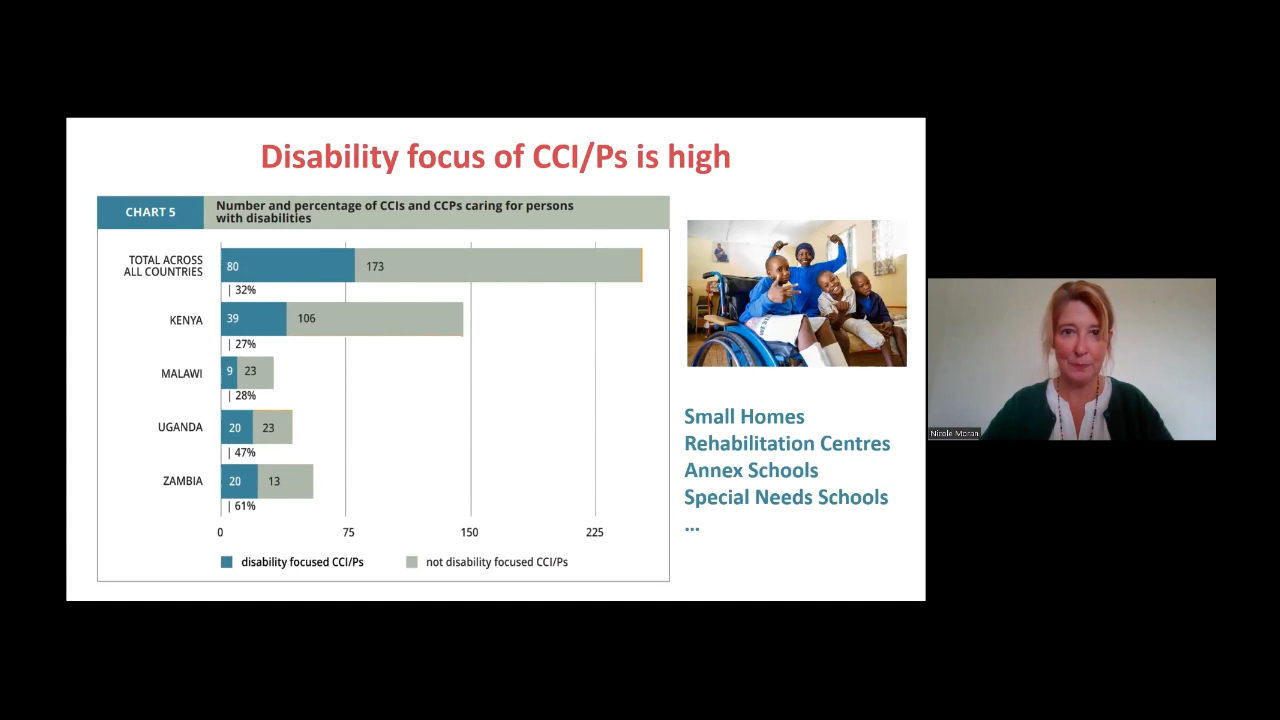 Disability focus of CCI/Ps is high
CHART 5
Number and percentage of CCIs and CCPs caring for persons
with disabilities
TOTAL ACROSS
ALL COUNTRIES
80
173
| 32%
KENYA
39
106
| 27%
MALAWI
9
23
| 28%
UGANDA
20
23
| 47%
ZAMBIA
20
13
| 61%
0
75
150
225
disability focused CCI/Ps
not disability focused CCI/Ps
Small Homes
Rehabilitation Centres
Annex Schools
Special Needs Schools
...
Nicole Moran